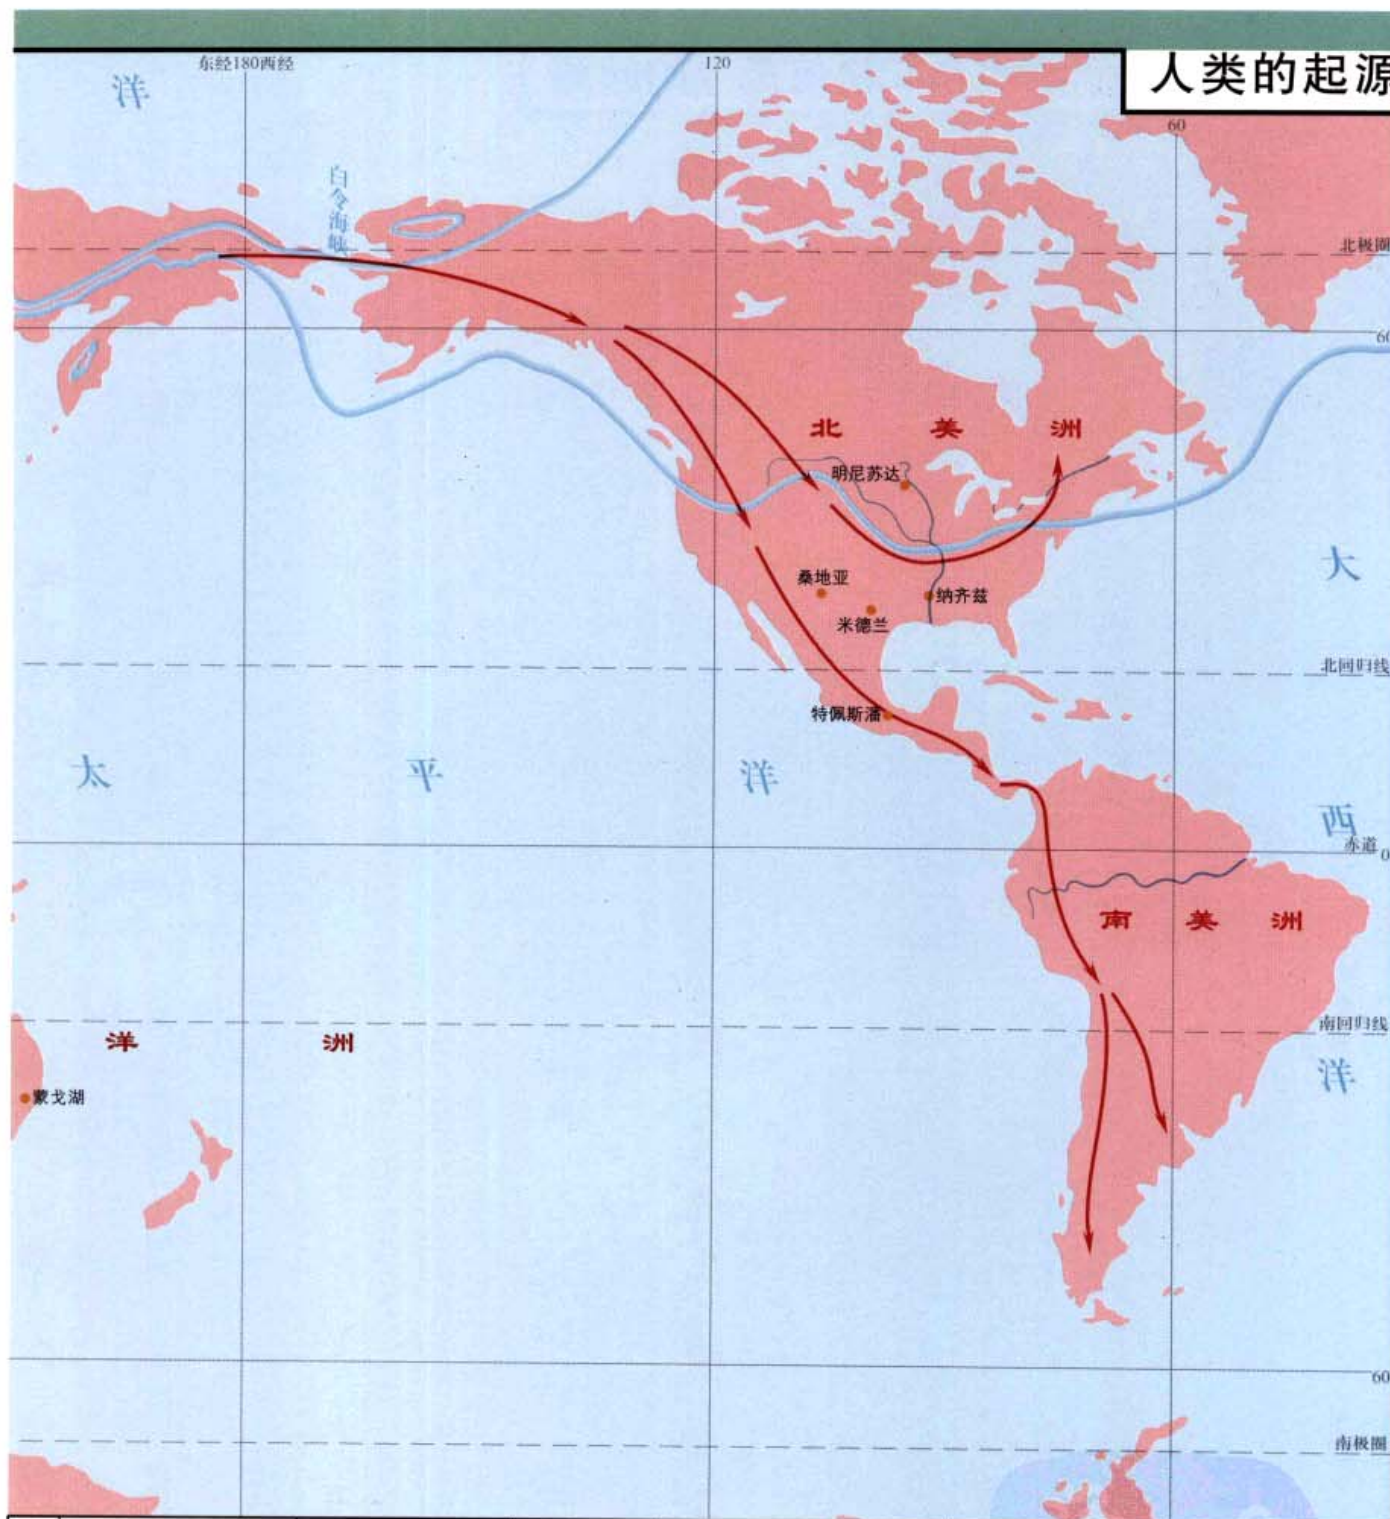 人类的起源
东经180西经
120
60
洋
白令海峡
北极圈
60
北美洲
明尼苏达
大
桑地亚
纳齐兹
米德兰
北回归线
特佩斯潘
太平洋
西
赤道
0
南美洲
南回归线
洋洲
洋
蒙戈湖
60
南极圈